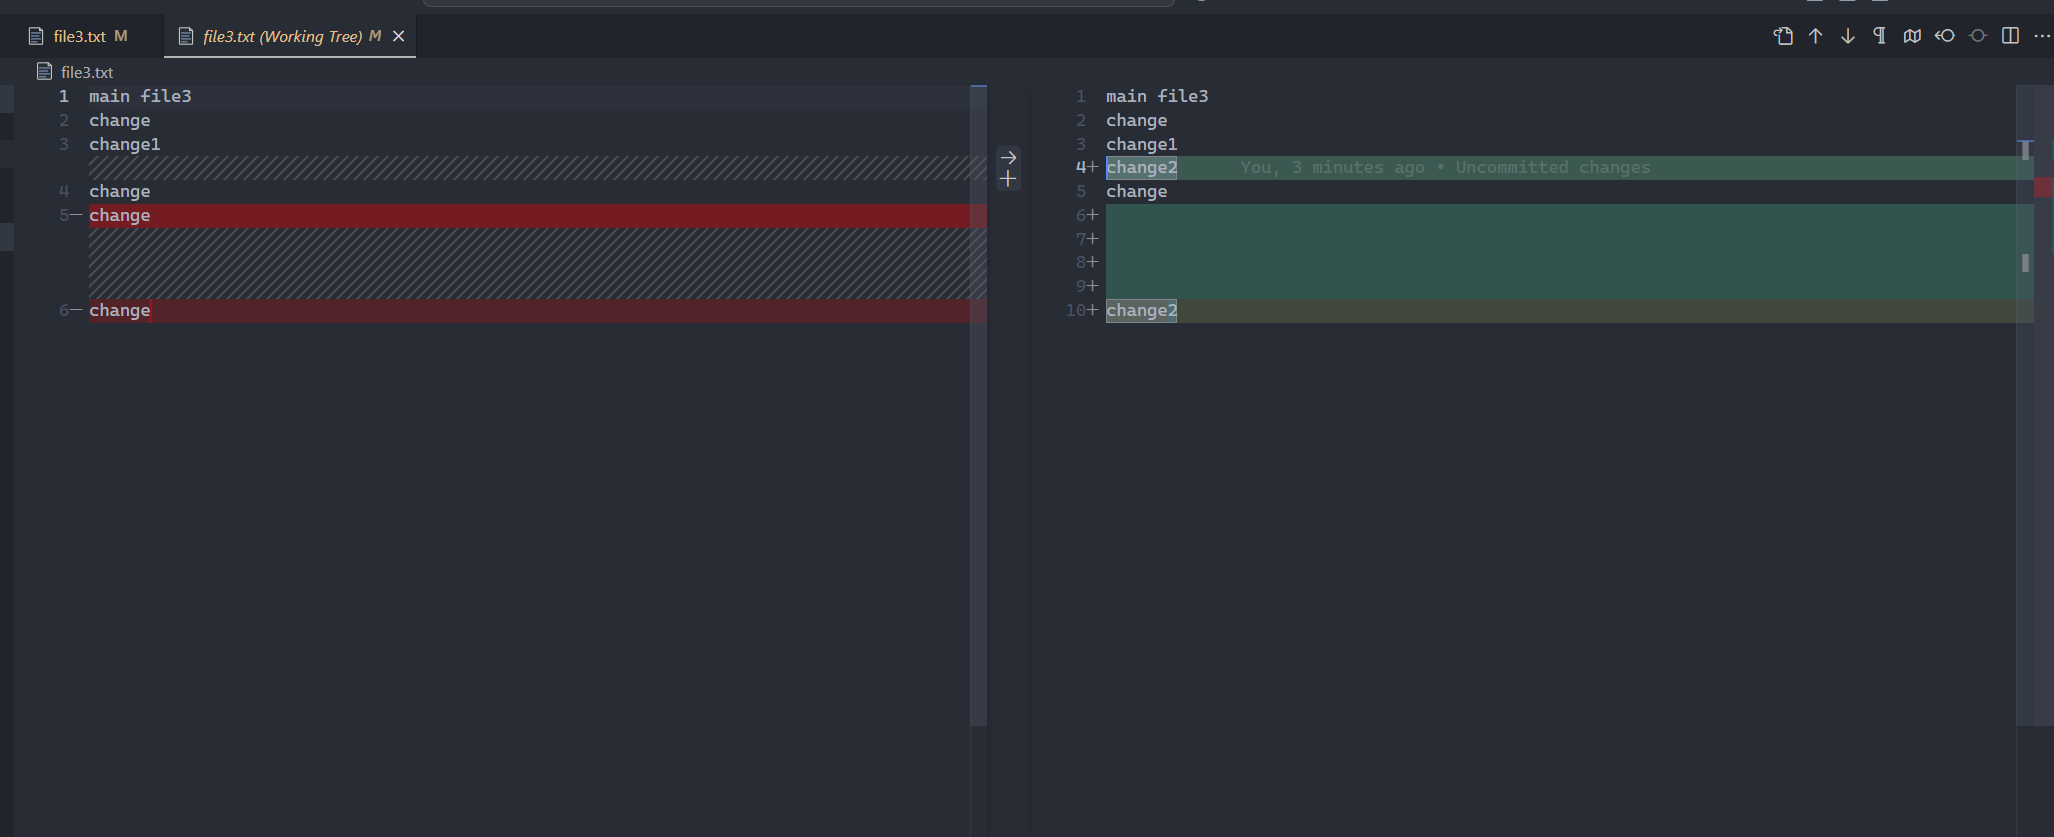 file3.txt M
file3.txt (Working Tree) M
file3.txt
1 main file3
2 change
3 change1
4 change
5— change
6— change
1 main file3
2 change
3 change1
4+ change2 You, 3 minutes ago • Uncommitted changes
5 change
6+
7+
8+
9+
10+ change2